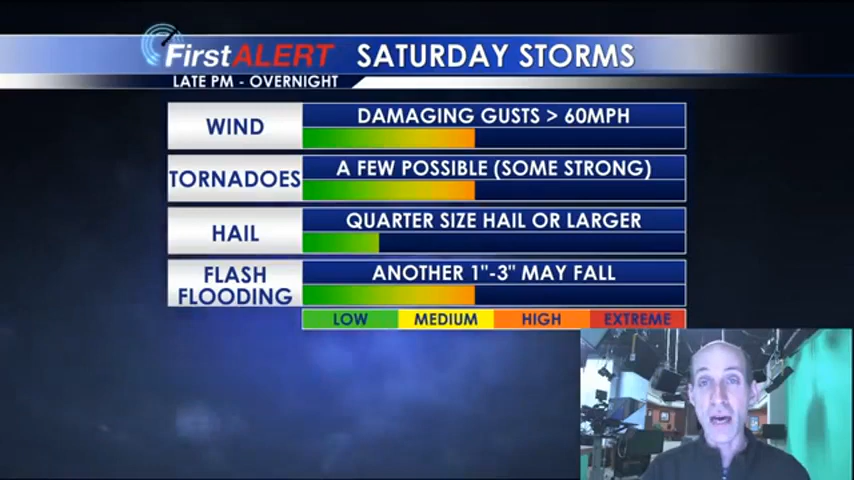 FirstALERT SATURDAY STORMS
LATE PM - OVERNIGHT
WIND
DAMAGING GUSTS > 60MPH
TORNADOES
A FEW POSSIBLE (SOME STRONG)
HAIL
QUARTER SIZE HAIL OR LARGER
FLASH
FLOODING
ANOTHER 1"-3" MAY FALL
LOW MEDIUM HIGH EXTREME